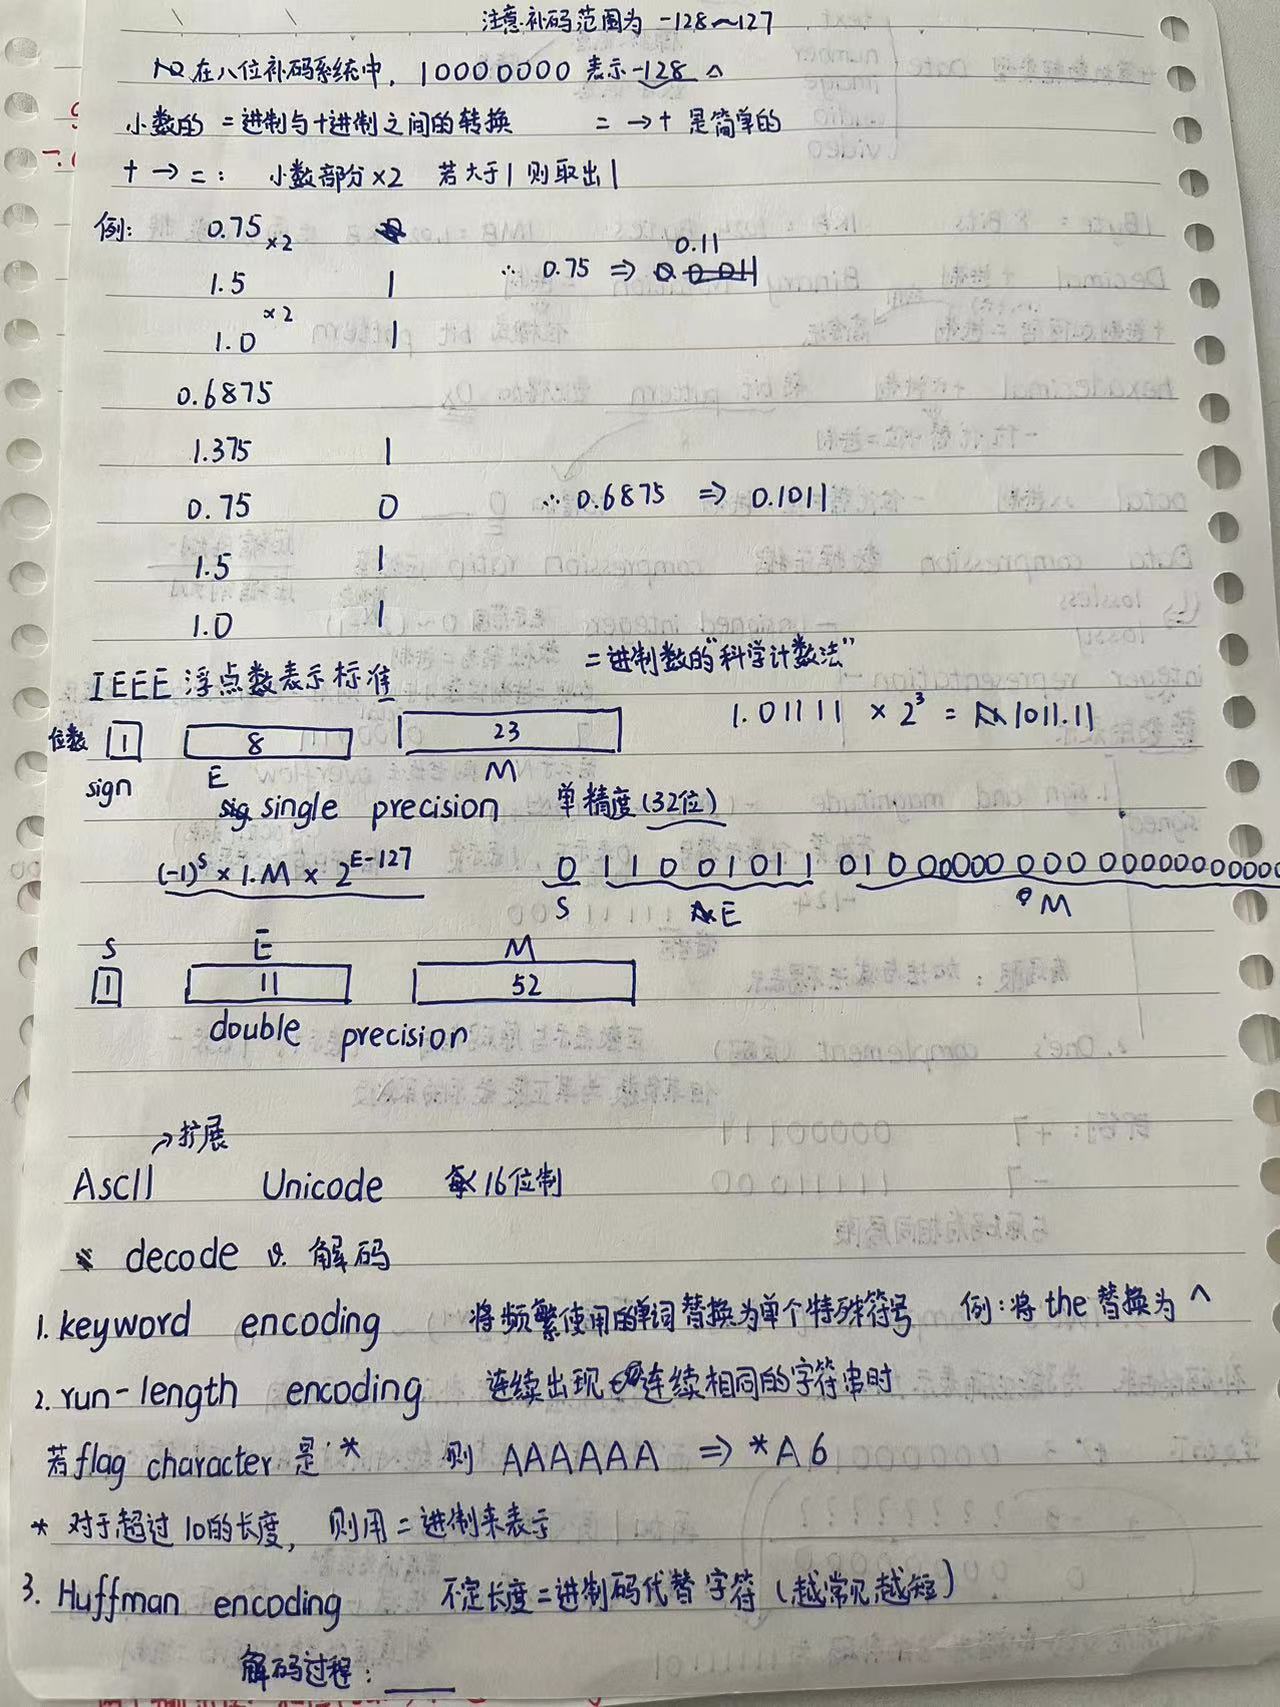 注意补码范围为 -128~127
在八位补码系统中, 10000000 表示-128
小数的二进制与十进制之间的转换 二→十 是简单的
十→二: 小数部分×2 若大于1则取出1
例: 0.75 ×2
1.5 1 ∴ 0.75 ⇒ 0.11
×2
1.0 1
0.6875
1.375 1
0.75 0 ∴ 0.6875 ⇒ 0.1011
1.5 1
1.0 1
IEEE 浮点数表示标准 二进制数的"科学计数法"
位数 1 8 23 1.01111 × 2³ = 1011.11
sign E M
single precision 单精度(32位)
(-1)^S × 1.M × 2^(E-127) 0 11001011 01000000000000000000000
S E M
S E M
1 11 52
double precision
→扩展
AscII Unicode 16位制
decode v. 解码
1. keyword encoding 将频繁使用的单词替换为单个特殊符号 例:将the替换为 ^
2. run-length encoding 连续出现 连续相同的字符串时
若flag character 是 * 则 AAAAAA ⇒ *A6
* 对于超过10的长度, 则用二进制来表示
3. Huffman encoding 不定长度二进制码代替字符 (越常见越短)
解码过程: ____